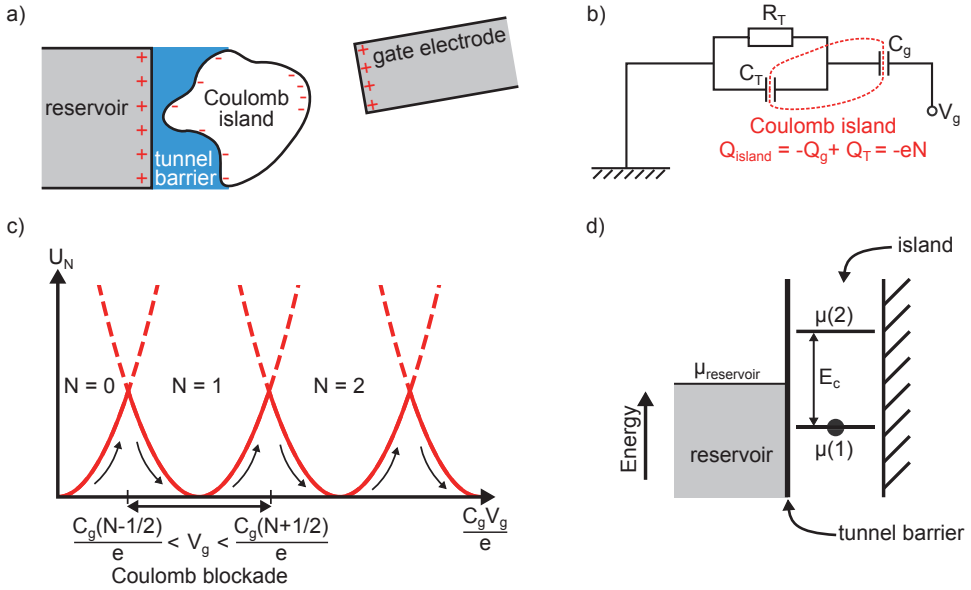 a)
reservoir
tunnel
barrier
Coulomb
island
gate electrode
b)
R_T
C_T
C_g
V_g
Coulomb island
Q_island = -Q_g + Q_T = -eN
c)
U_N
N = 0
N = 1
N = 2
C_g(N-1/2)/e < V_g < C_g(N+1/2)/e
Coulomb blockade
C_gV_g/e
d)
island
μ(2)
μ_reservoir
E_c
Energy
reservoir
μ(1)
tunnel barrier